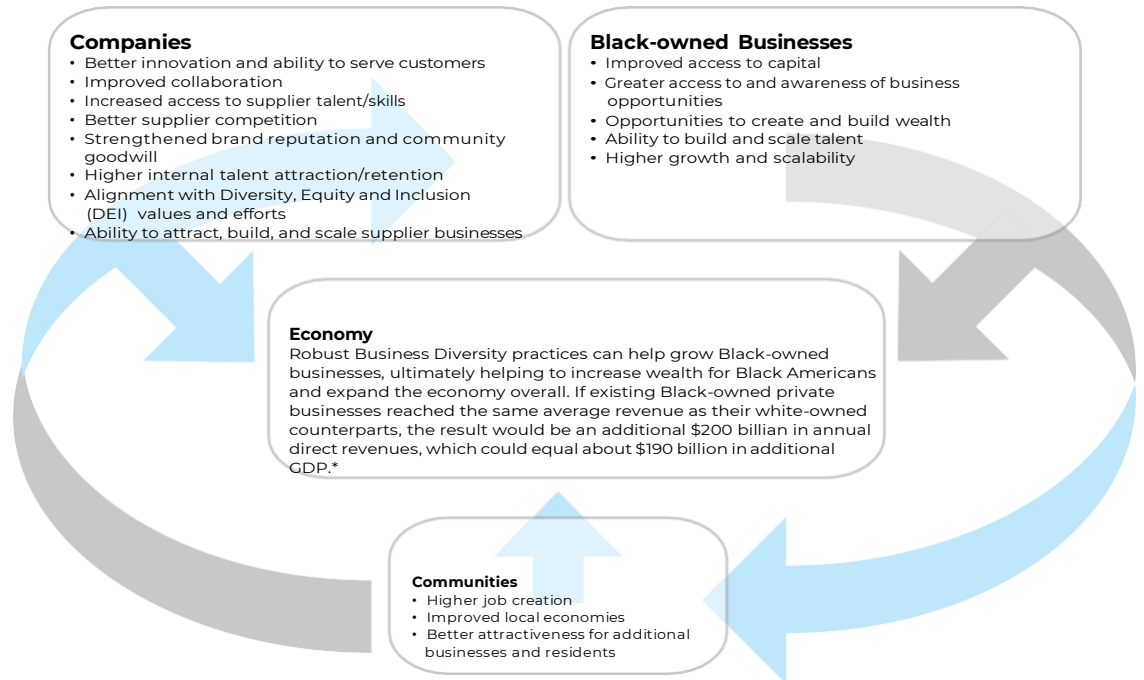 Companies
• Better innovation and ability to serve customers
• Improved collaboration
• Increased access to supplier talent/skills
• Better supplier competition
• Strengthened brand reputation and community
goodwill
• Higher internal talent attraction/retention
• Alignment with Diversity, Equity and Inclusion
(DEI) values and efforts
• Ability to attract, build, and scale supplier businesses
Black-owned Businesses
• Improved access to capital
• Greater access to and awareness of business
opportunities
• Opportunities to create and build wealth
• Ability to build and scale talent
• Higher growth and scalability
Economy
Robust Business Diversity practices can help grow Black-owned
businesses, ultimately helping to increase wealth for Black Americans
and expand the economy overall. If existing Black-owned private
businesses reached the same average revenue as their white-owned
counterparts, the result would be an additional $200 billian in annual
direct revenues, which could equal about $190 billion in additional
GDP.*
Communities
• Higher job creation
• Improved local economies
• Better attractiveness for additional
businesses and residents